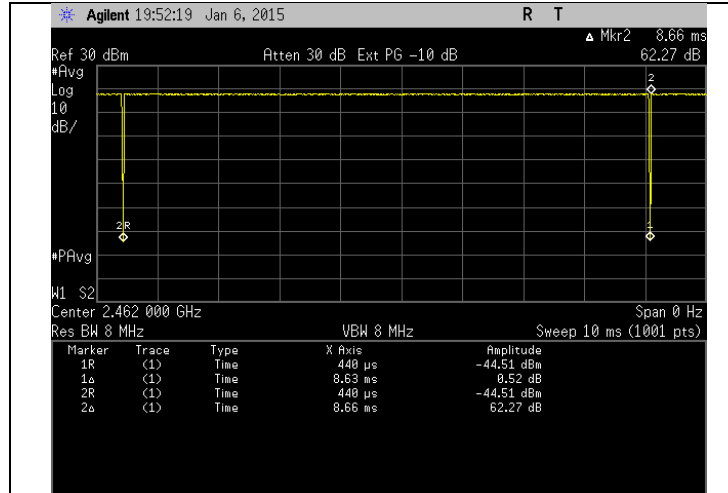 Agilent 19:52:19 Jan 6, 2015 R T
Δ Mkr2 8.66 ms
Ref 30 dBm Atten 30 dB Ext PG -10 dB 62.27 dB
#Avg
Log
10
dB/
2
2R
1
#PAvg
W1 S2
Center 2.462 000 GHz Span 0 Hz
Res BW 8 MHz VBW 8 MHz Sweep 10 ms (1001 pts)
Marker Trace Type X Axis Amplitude
1R (1) Time 440 µs -44.51 dBm
1Δ (1) Time 8.63 ms 0.52 dB
2R (1) Time 440 µs -44.51 dBm
2Δ (1) Time 8.66 ms 62.27 dB